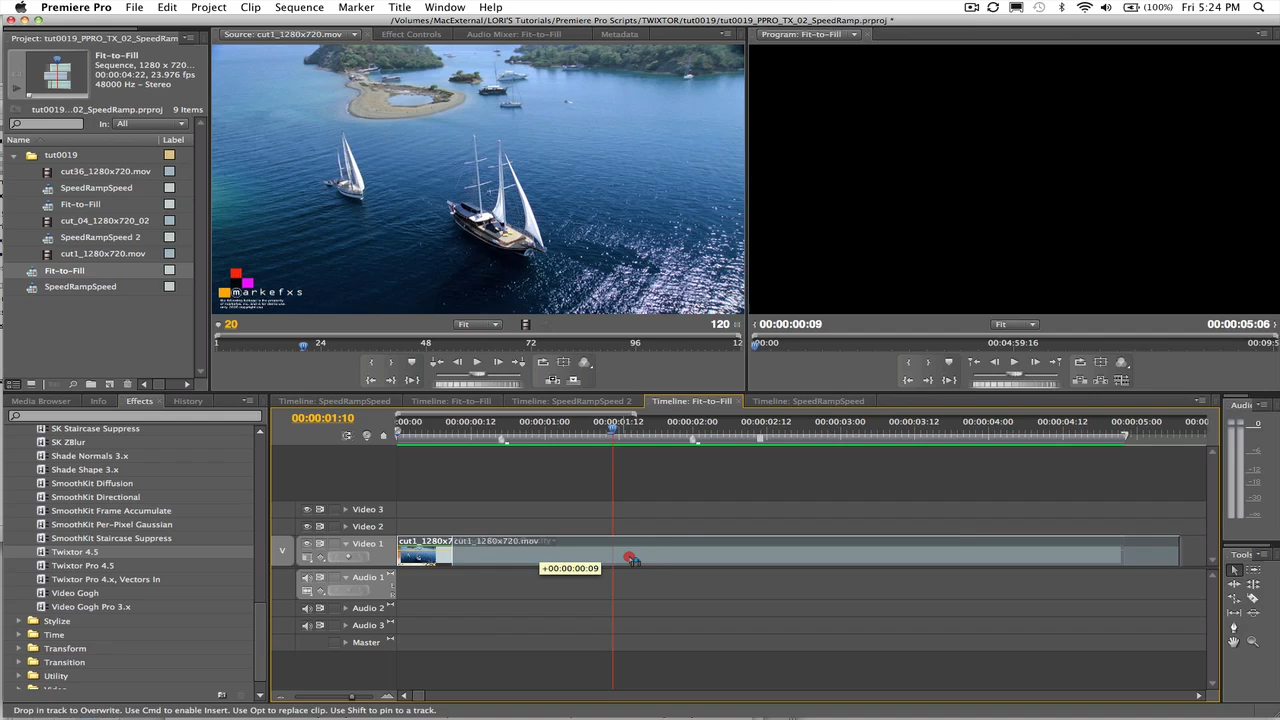 Premiere Pro File Edit Project Clip Sequence Marker Title Window Help (100%) Fri 5:24 PM
/Volumes/MacExternal/LORI'S Tutorials/Premiere Pro Scripts/TWIXTOR/tut0019/tut0019_PPRO_TX_02_SpeedRamp.prproj *
Project: tut0019_PPRO_TX_02_SpeedRam
Fit-to-Fill
Sequence, 1280 x 720...
00:00:04:22, 23.976 fps
48000 Hz - Stereo
tut0019...02_SpeedRamp.prproj 9 Items
In: All
Name Label
tut0019
cut36_1280x720.mov
SpeedRampSpeed
Fit-to-Fill
cut_04_1280x720_02
SpeedRampSpeed 2
cut1_1280x720.mov
Fit-to-Fill
SpeedRampSpeed
Source: cut1_1280x720.mov Effect Controls Audio Mixer: Fit-to-Fill Metadata
markefxs
20 Fit 120
1 24 48 72 96 12
Program: Fit-to-Fill
00:00:00:09 Fit 00:00:05:06
00:00 00:04:59:16 00:09:5
Media Browser Info Effects History
SK Staircase Suppress
SK ZBlur
Shade Normals 3.x
Shade Shape 3.x
SmoothKit Diffusion
SmoothKit Directional
SmoothKit Frame Accumulate
SmoothKit Per-Pixel Gaussian
SmoothKit Staircase Suppress
Twixtor 4.5
Twixtor Pro 4.5
Twixtor Pro 4.x, Vectors In
Video Gogh
Video Gogh Pro 3.x
Stylize
Time
Transform
Transition
Utility
Timeline: SpeedRampSpeed Timeline: Fit-to-Fill Timeline: SpeedRampSpeed 2 Timeline: Fit-to-Fill Timeline: SpeedRampSpeed
00:00:01:10
:00:00 00:00:00:12 00:00:01:00 00:00:01:12 00:00:02:00 00:00:02:12 00:00:03:00 00:00:03:12 00:00:04:00 00:00:04:12 00:00:05:00 00:0
Video 3
Video 2
V Video 1
cut1_1280x7 cut1_1280x720.mov
+00:00:00:09
Audio 1
Audio 2
Audio 3
Master
Audio
0
-6
-12
-18
-30
Tools
Drop in track to Overwrite. Use Cmd to enable Insert. Use Opt to replace clip. Use Shift to pin to a track.